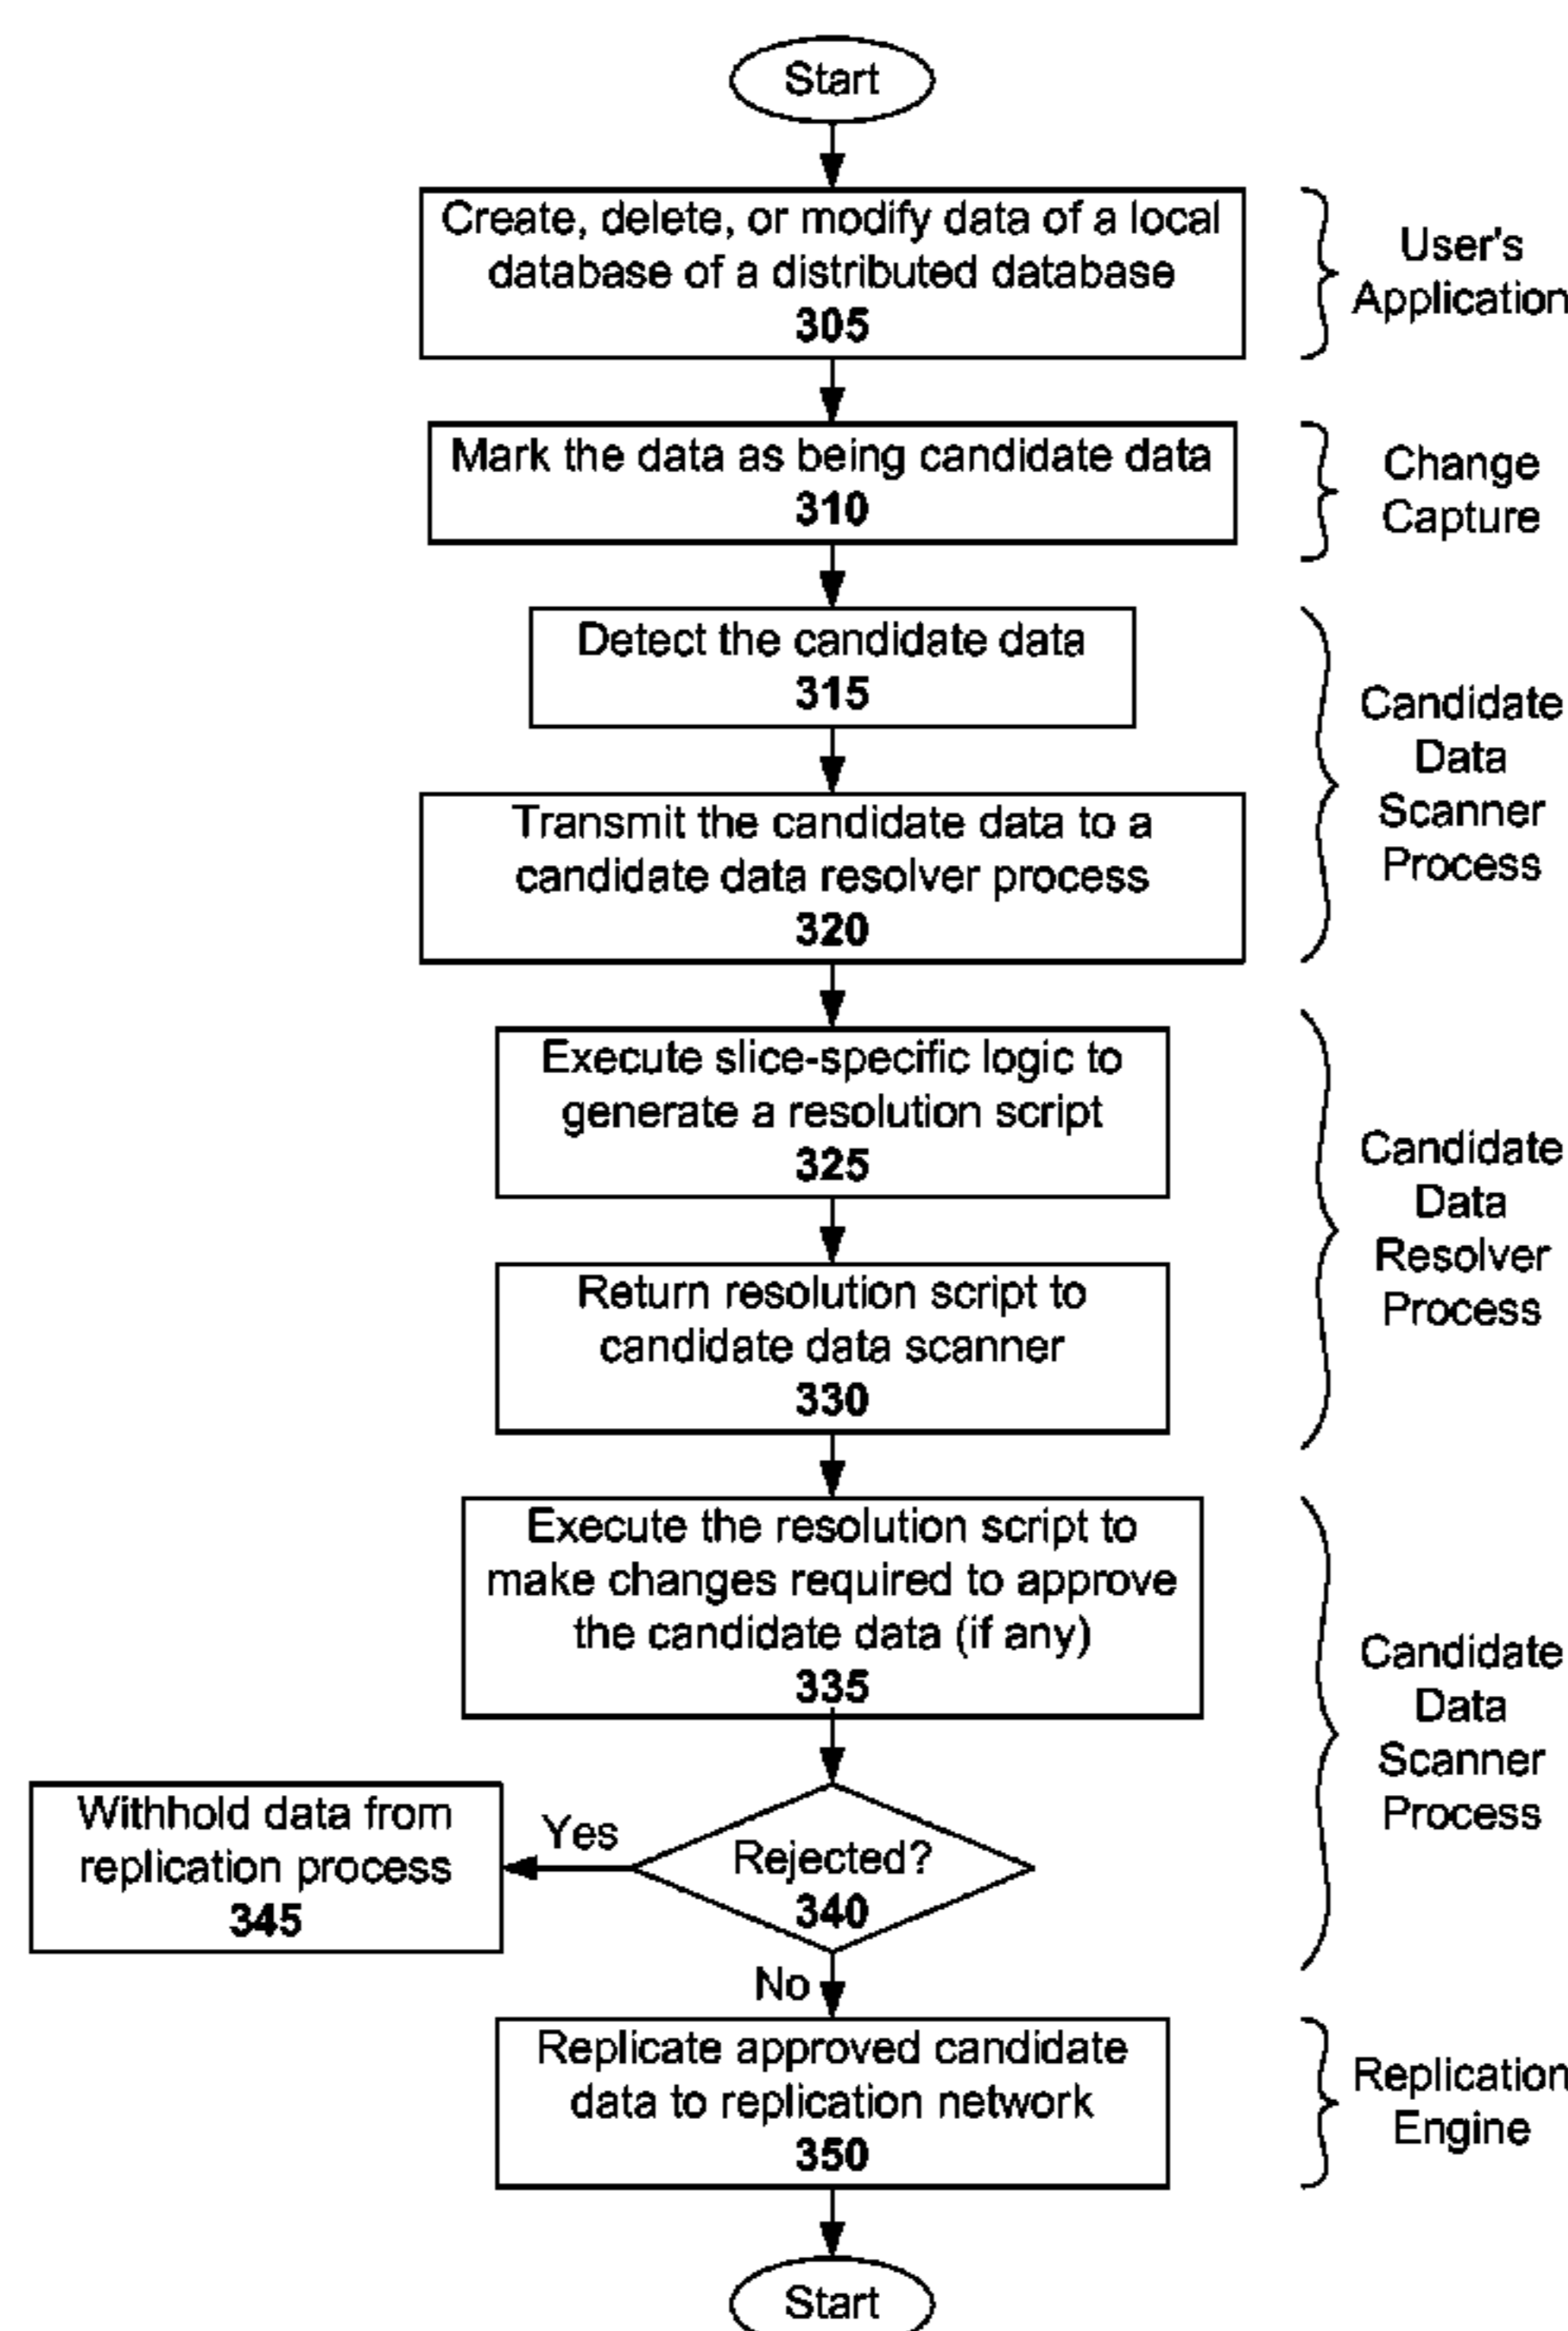 Start
Create, delete, or modify data of a local
database of a distributed database
305
User's
Application
Mark the data as being candidate data
310
Change
Capture
Detect the candidate data
315
Transmit the candidate data to a
candidate data resolver process
320
Candidate
Data
Scanner
Process
Execute slice-specific logic to
generate a resolution script
325
Return resolution script to
candidate data scanner
330
Candidate
Data
Resolver
Process
Execute the resolution script to
make changes required to approve
the candidate data (if any)
335
Rejected?
340
Yes
Withhold data from
replication process
345
No
Candidate
Data
Scanner
Process
Replicate approved candidate
data to replication network
350
Replication
Engine
Start